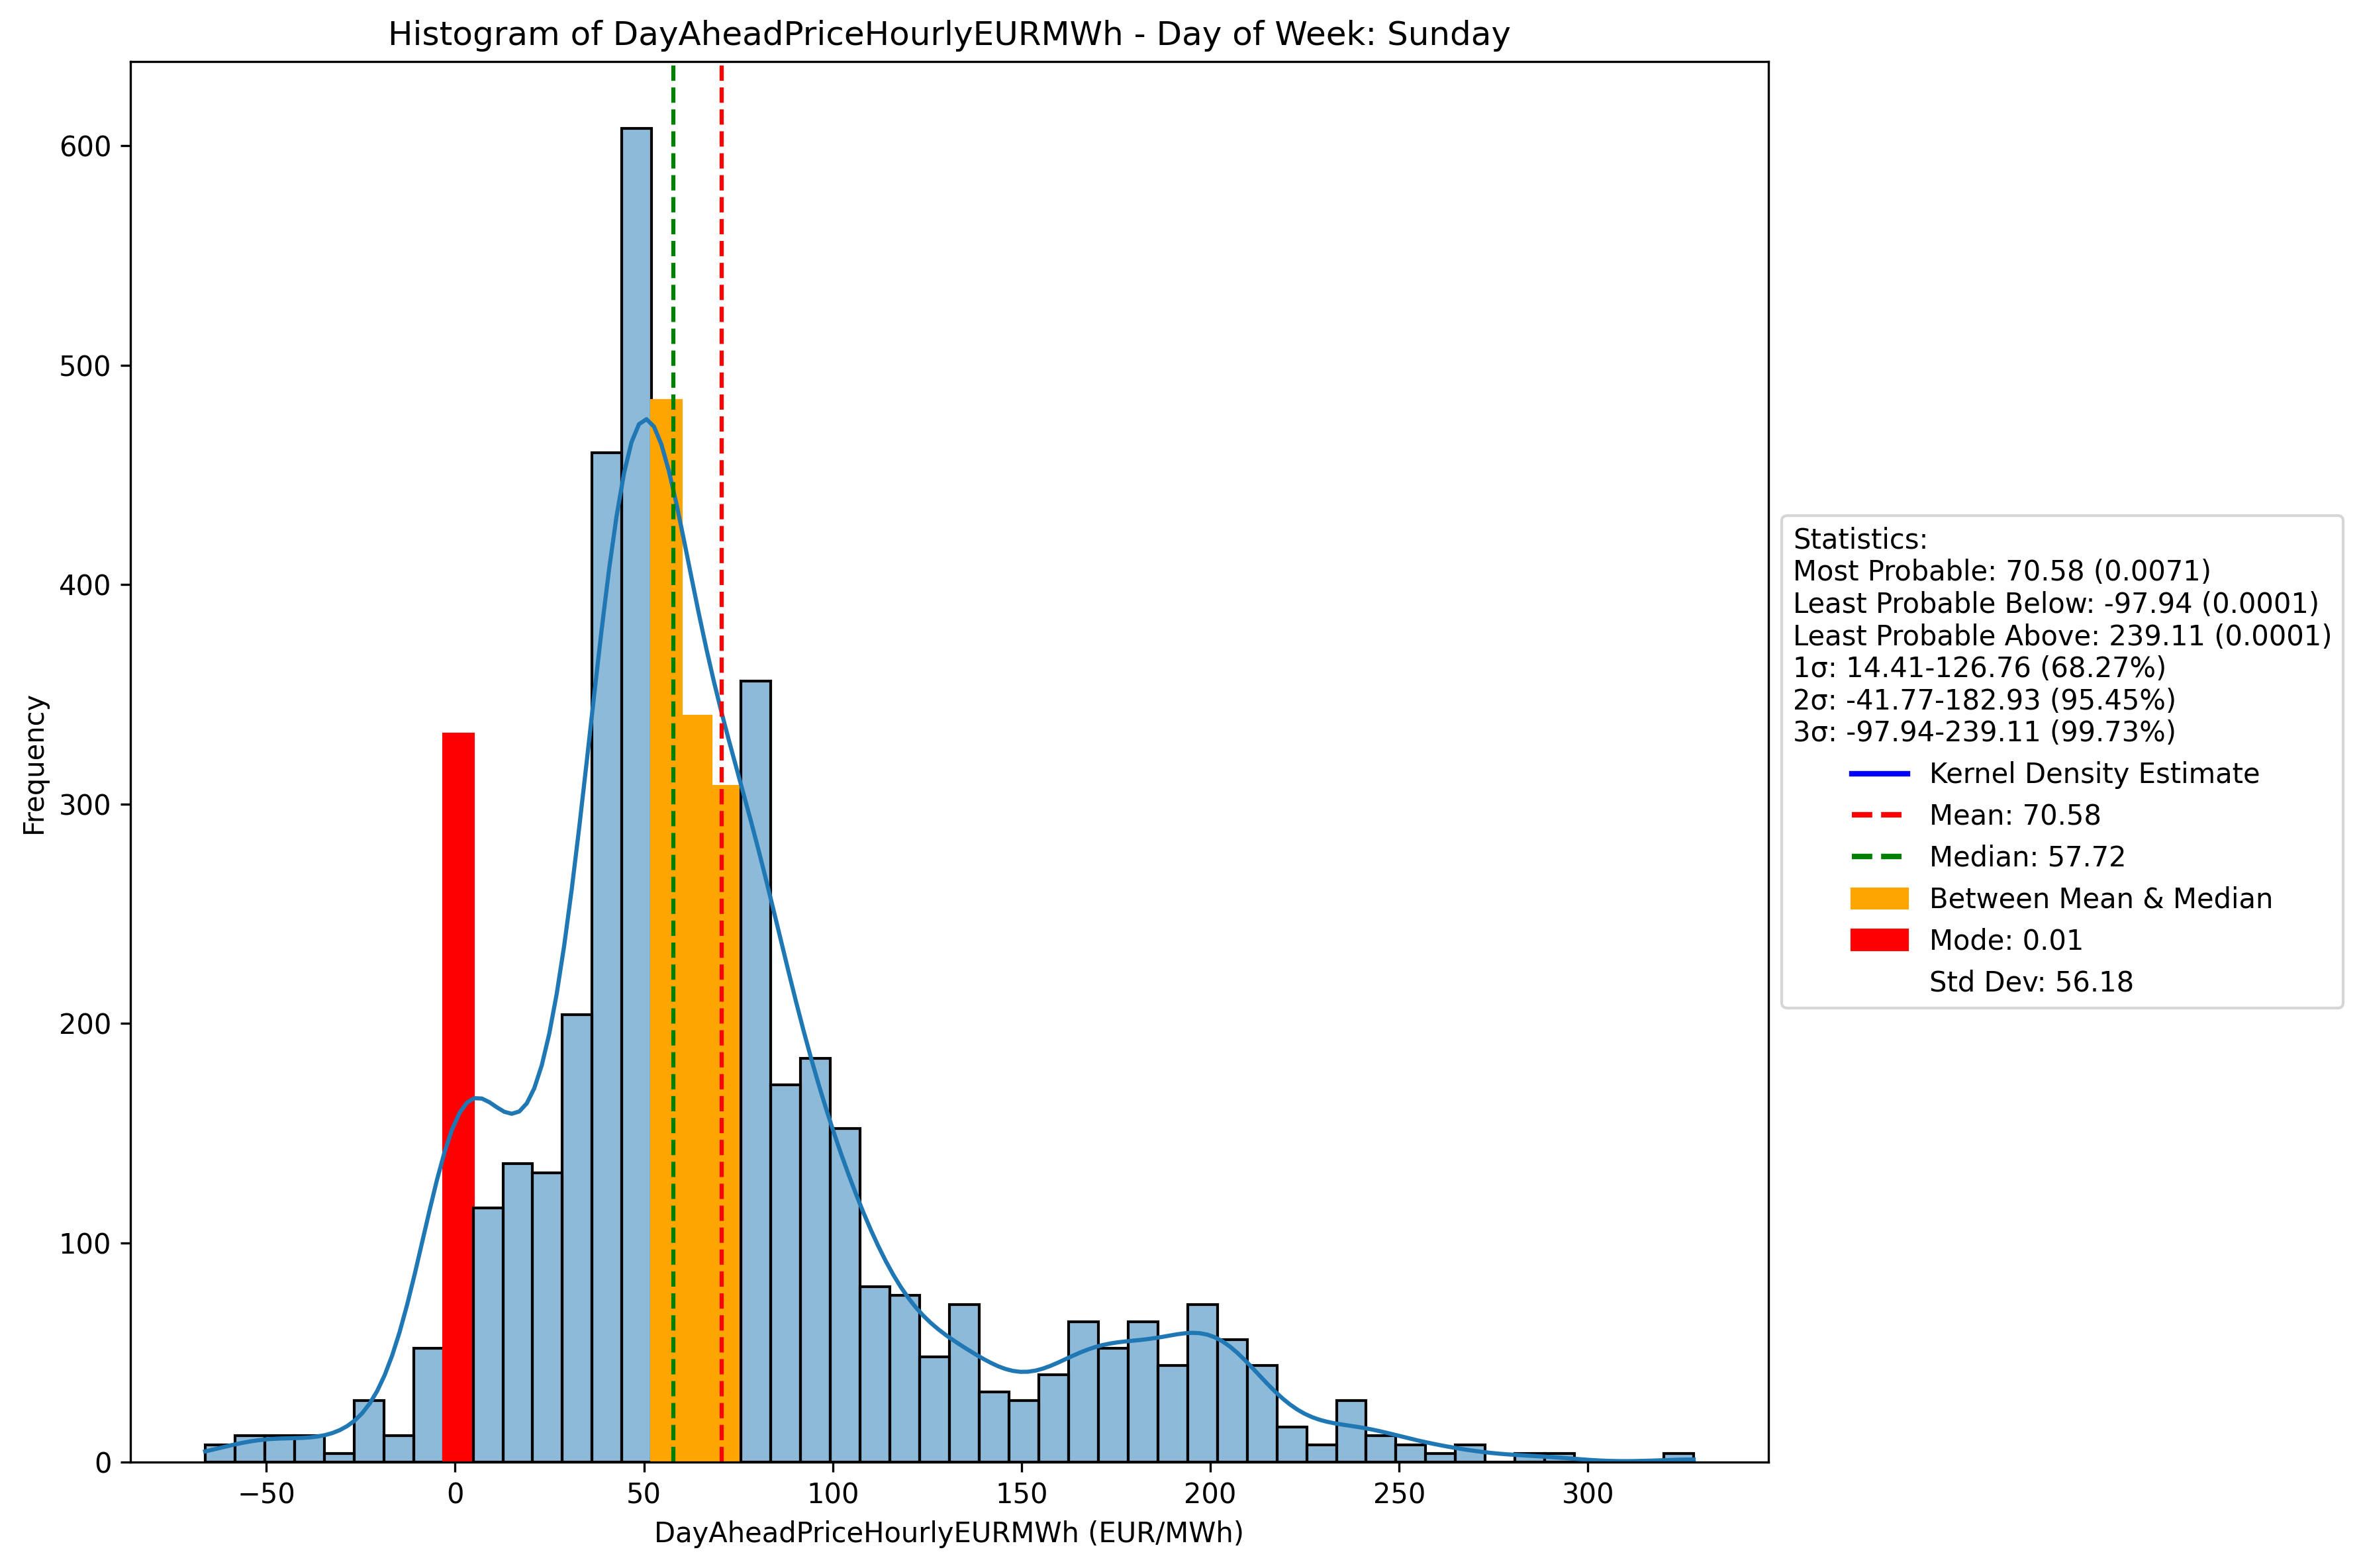 Histogram of DayAheadPriceHourlyEURMWh - Day of Week: Sunday
600
500
400
300
200
100
0
Frequency
−50
0
50
100
150
200
250
300
DayAheadPriceHourlyEURMWh (EUR/MWh)
Statistics:
Most Probable: 70.58 (0.0071)
Least Probable Below: -97.94 (0.0001)
Least Probable Above: 239.11 (0.0001)
1σ: 14.41-126.76 (68.27%)
2σ: -41.77-182.93 (95.45%)
3σ: -97.94-239.11 (99.73%)
Kernel Density Estimate
Mean: 70.58
Median: 57.72
Between Mean & Median
Mode: 0.01
Std Dev: 56.18